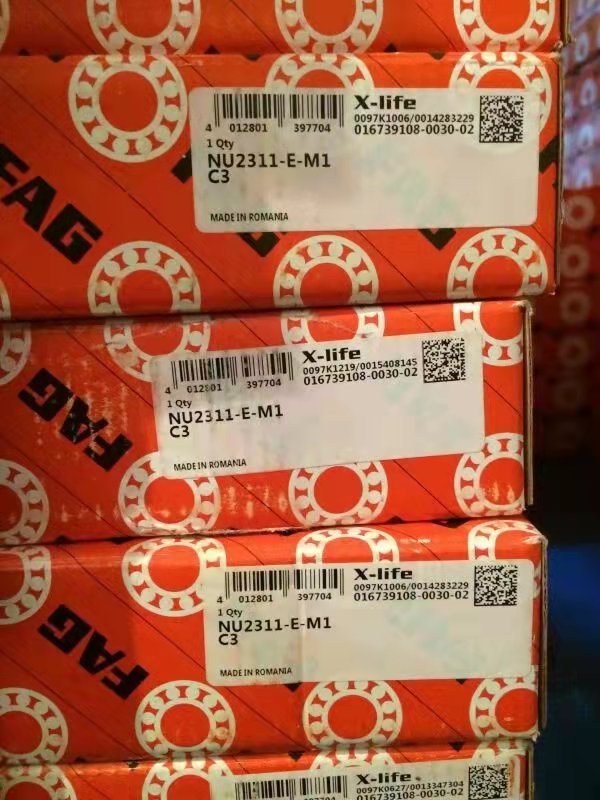 FAG
X-life
4 012801 397704
0097K1006/0014283229
016739108-0030-02
1 Qty
NU2311-E-M1
C3
MADE IN ROMANIA
FAG
X-life
4 012801 397704
0097K1219/0015408145
016739108-0030-02
1 Qty
NU2311-E-M1
C3
MADE IN ROMANIA
FAG
X-life
4 012801 397704
0097K1006/0014283229
016739108-0030-02
1 Qty
NU2311-E-M1
C3
MADE IN ROMANIA
X-life
0097K0627/0013347304